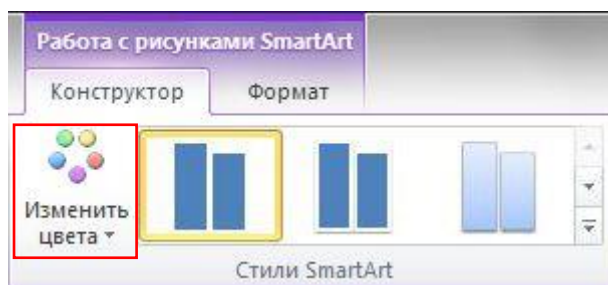 Работа с рисунками SmartArt
Конструктор Формат
Изменить
цвета
Стили SmartArt